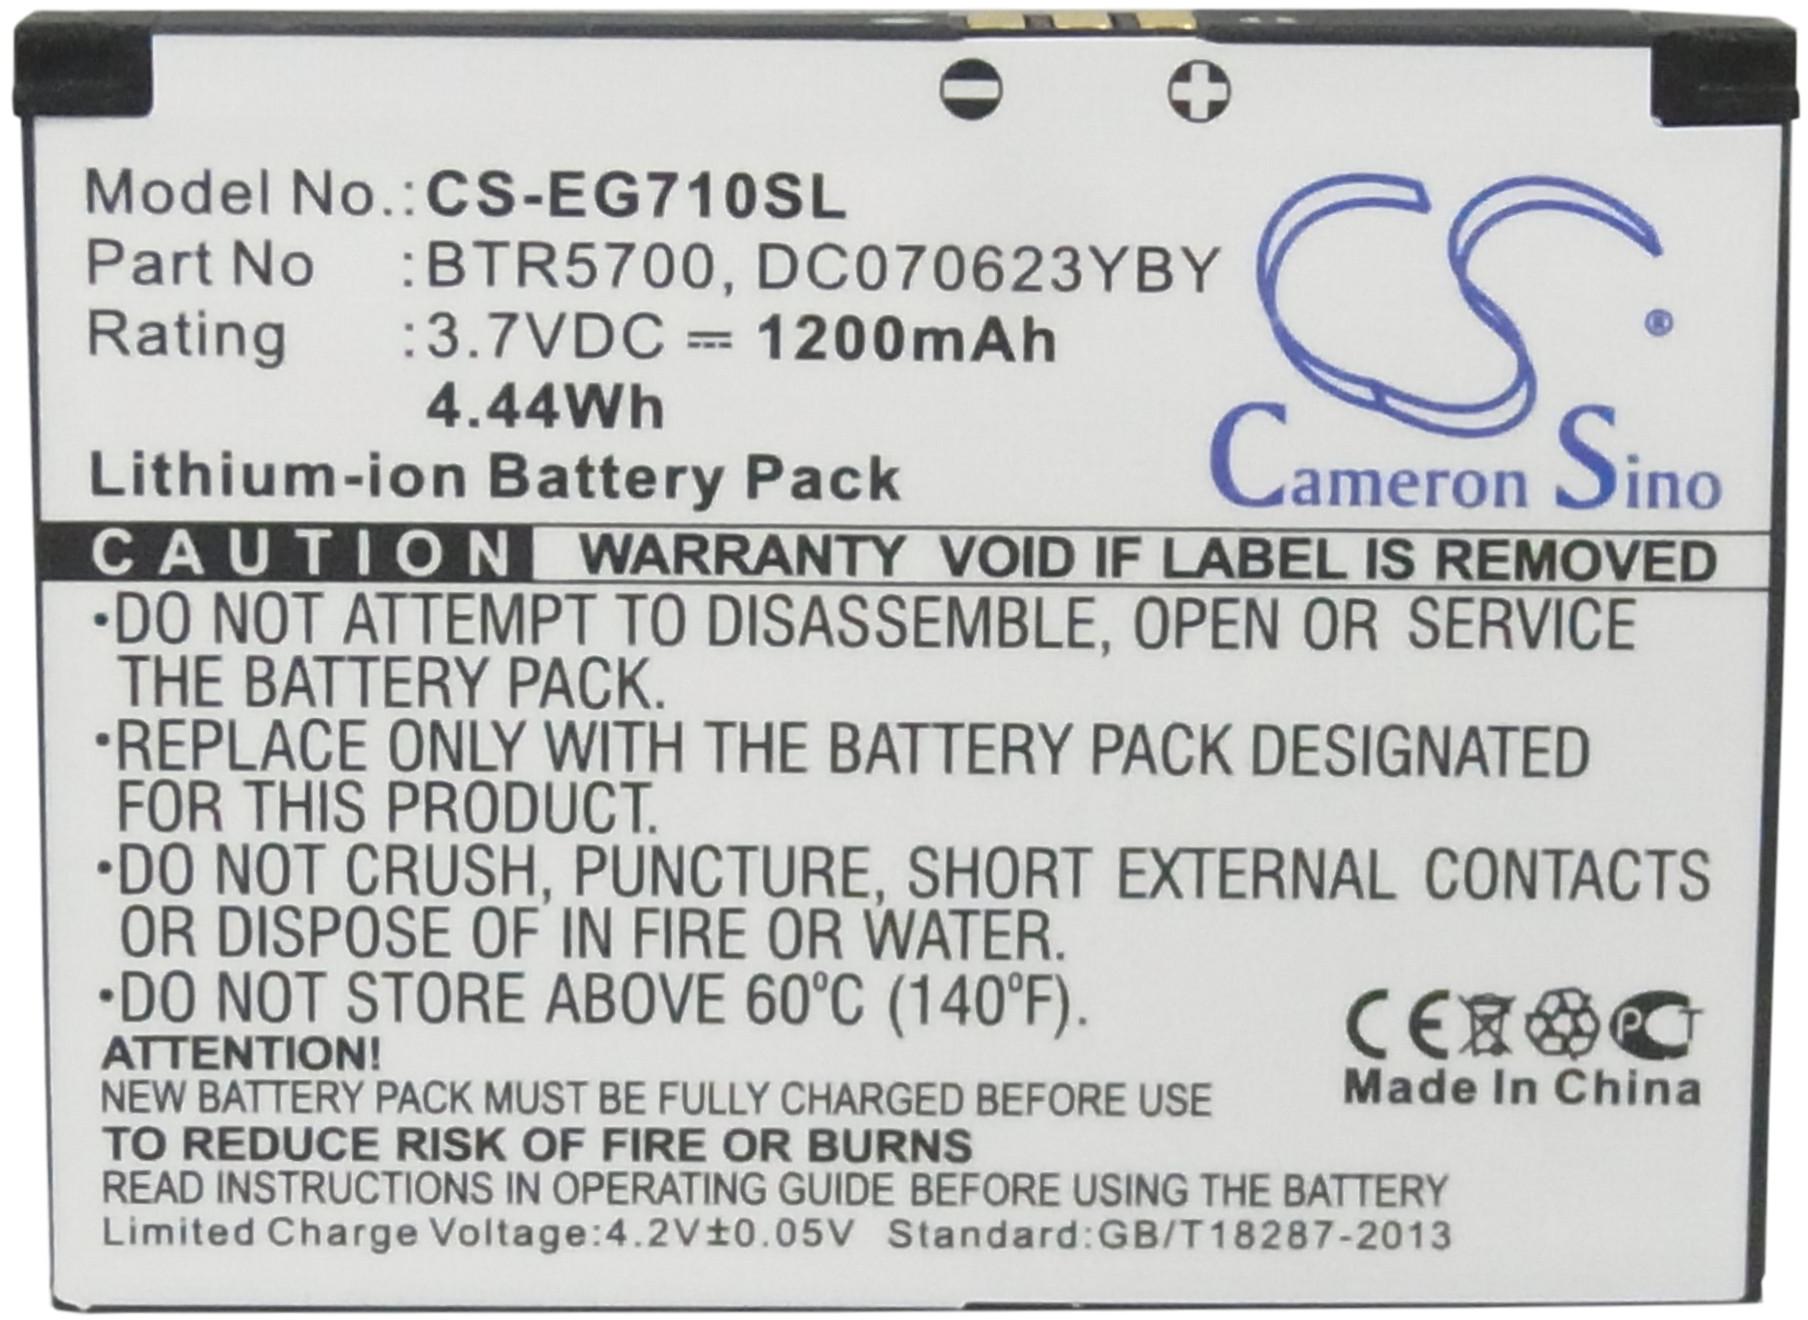 Model No.:CS-EG710SL
Part No :BTR5700, DC070623YBY
Rating :3.7VDC ⎓ 1200mAh
4.44Wh
Lithium-ion Battery Pack
CS ®
Cameron Sino
CAUTION WARRANTY VOID IF LABEL IS REMOVED
•DO NOT ATTEMPT TO DISASSEMBLE, OPEN OR SERVICE
THE BATTERY PACK.
•REPLACE ONLY WITH THE BATTERY PACK DESIGNATED
FOR THIS PRODUCT.
•DO NOT CRUSH, PUNCTURE, SHORT EXTERNAL CONTACTS
OR DISPOSE OF IN FIRE OR WATER.
•DO NOT STORE ABOVE 60°C (140°F).
CE PCT
Made In China
ATTENTION!
NEW BATTERY PACK MUST BE FULLY CHARGED BEFORE USE
TO REDUCE RISK OF FIRE OR BURNS
READ INSTRUCTIONS IN OPERATING GUIDE BEFORE USING THE BATTERY
Limited Charge Voltage:4.2V±0.05V Standard:GB/T18287-2013